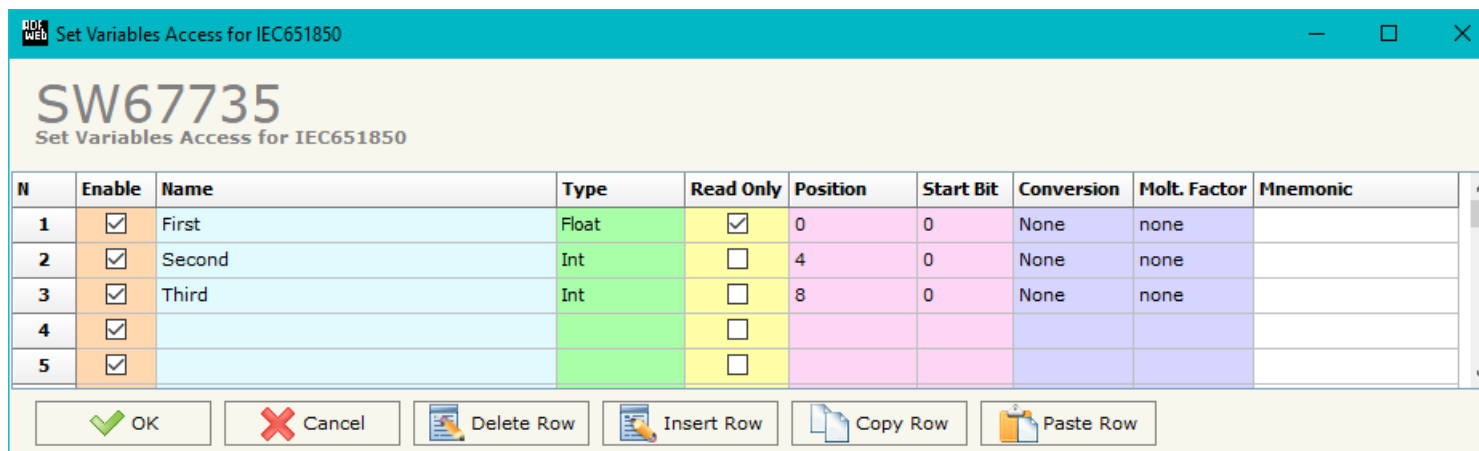 ADF WEB Set Variables Access for IEC651850
SW67735
Set Variables Access for IEC651850
N Enable Name Type Read Only Position Start Bit Conversion Molt. Factor Mnemonic
1 First Float 0 0 None none
2 Second Int 4 0 None none
3 Third Int 8 0 None none
4
5
OK Cancel Delete Row Insert Row Copy Row Paste Row